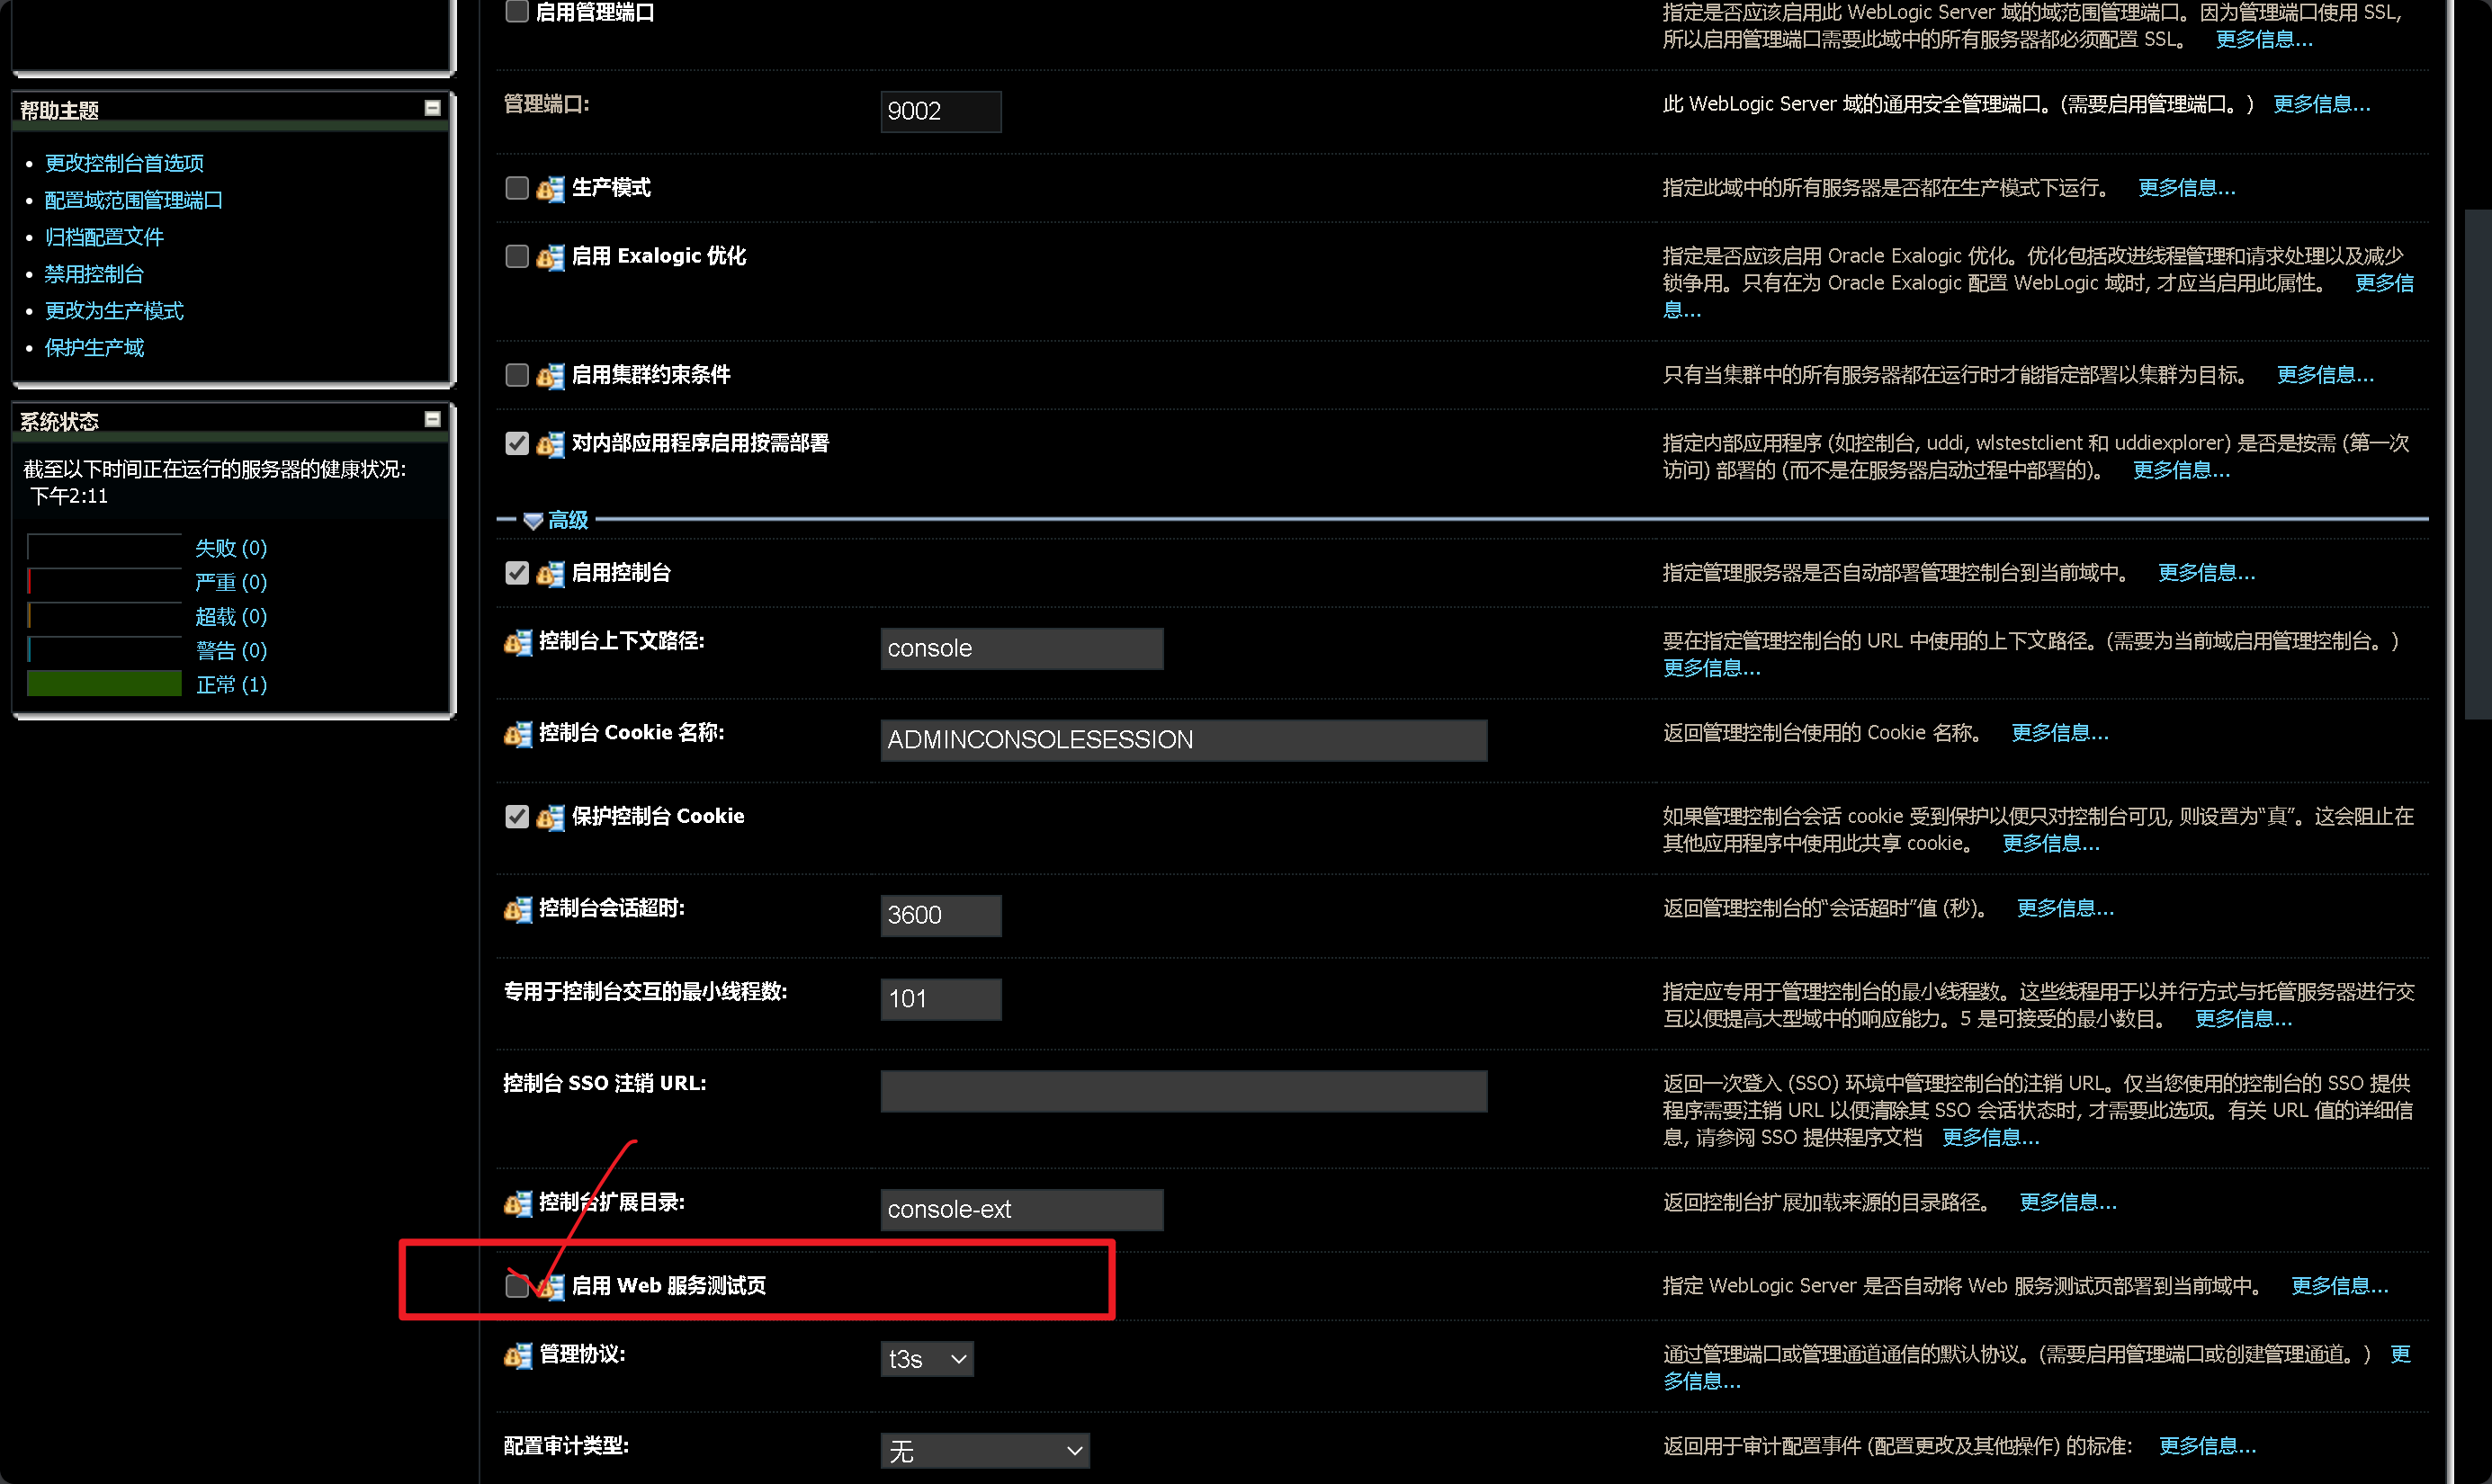 帮助主题
更改控制台首选项
配置域范围管理端口
归档配置文件
禁用控制台
更改为生产模式
保护生产域
系统状态
截至以下时间正在运行的服务器的健康状况:
下午2:11
失败 (0)
严重 (0)
超载 (0)
警告 (0)
正常 (1)
启用管理端口
指定是否应该启用此 WebLogic Server 域的域范围管理端口。因为管理端口使用 SSL,
所以启用管理端口需要此域中的所有服务器都必须配置 SSL。 更多信息...
管理端口:
9002
此 WebLogic Server 域的通用安全管理端口。(需要启用管理端口。) 更多信息...
生产模式
指定此域中的所有服务器是否都在生产模式下运行。 更多信息...
启用 Exalogic 优化
指定是否应该启用 Oracle Exalogic 优化。优化包括改进线程管理和请求处理以及减少
锁争用。只有在为 Oracle Exalogic 配置 WebLogic 域时, 才应当启用此属性。 更多信
息...
启用集群约束条件
只有当集群中的所有服务器都在运行时才能指定部署以集群为目标。 更多信息...
对内部应用程序启用按需部署
指定内部应用程序 (如控制台, uddi, wlstestclient 和 uddiexplorer) 是否是按需 (第一次
访问) 部署的 (而不是在服务器启动过程中部署的)。 更多信息...
高级
启用控制台
指定管理服务器是否自动部署管理控制台到当前域中。 更多信息...
控制台上下文路径:
console
要在指定管理控制台的 URL 中使用的上下文路径。(需要为当前域启用管理控制台。)
更多信息...
控制台 Cookie 名称:
ADMINCONSOLESESSION
返回管理控制台使用的 Cookie 名称。 更多信息...
保护控制台 Cookie
如果管理控制台会话 cookie 受到保护以便只对控制台可见, 则设置为“真”。这会阻止在
其他应用程序中使用此共享 cookie。 更多信息...
控制台会话超时:
3600
返回管理控制台的“会话超时”值 (秒)。 更多信息...
专用于控制台交互的最小线程数:
101
指定应专用于管理控制台的最小线程数。这些线程用于以并行方式与托管服务器进行交
互以便提高大型域中的响应能力。5 是可接受的最小数目。 更多信息...
控制台 SSO 注销 URL:
返回一次登入 (SSO) 环境中管理控制台的注销 URL。仅当您使用的控制台的 SSO 提供
程序需要注销 URL 以便清除其 SSO 会话状态时, 才需要此选项。有关 URL 值的详细信
息, 请参阅 SSO 提供程序文档 更多信息...
控制台扩展目录:
console-ext
返回控制台扩展加载来源的目录路径。 更多信息...
启用 Web 服务测试页
指定 WebLogic Server 是否自动将 Web 服务测试页部署到当前域中。 更多信息...
管理协议:
t3s
通过管理端口或管理通道通信的默认协议。(需要启用管理端口或创建管理通道。) 更
多信息...
配置审计类型:
无
返回用于审计配置事件 (配置更改及其他操作) 的标准: 更多信息...